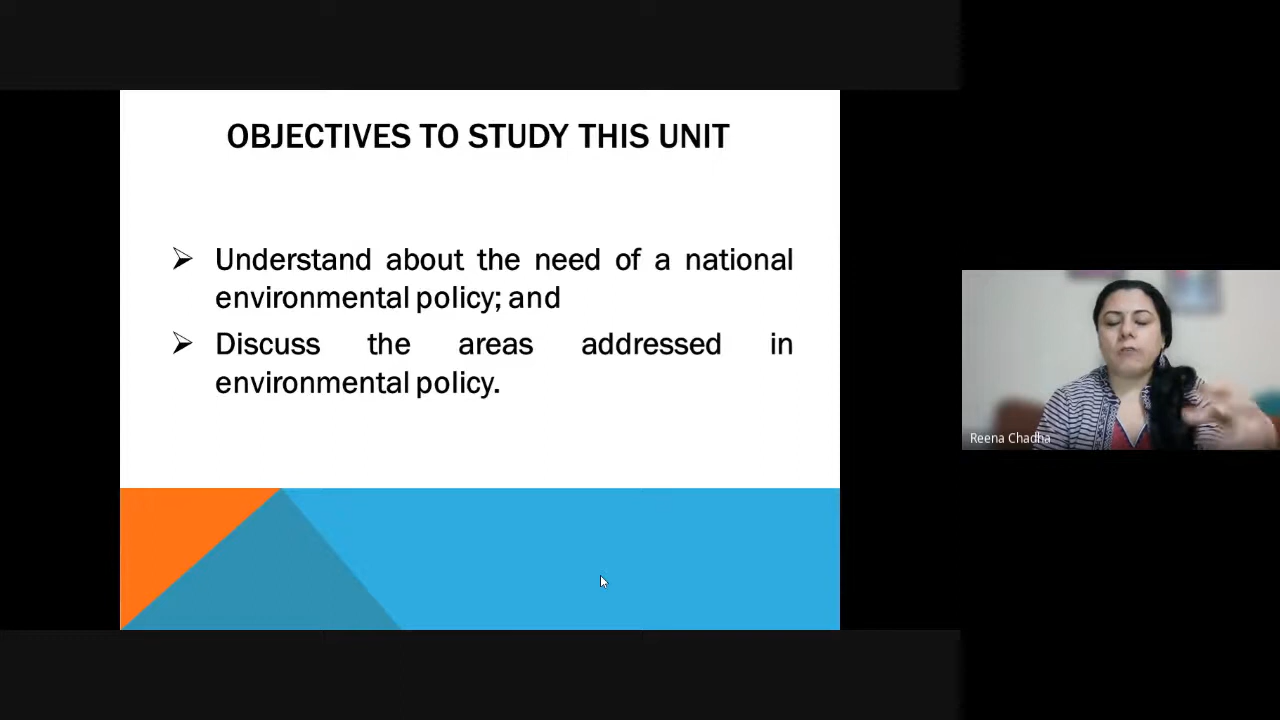 OBJECTIVES TO STUDY THIS UNIT
Understand about the need of a national
environmental policy; and
Discuss the areas addressed in
environmental policy.
Reena Chadha